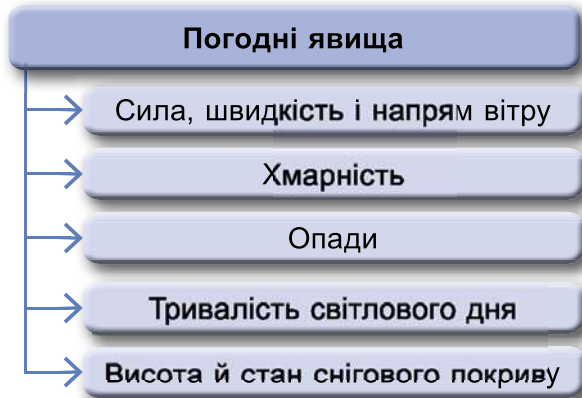 Погодні явища
Сила, швидкість і напрям вітру
Хмарність
Опади
Тривалість світлового дня
Висота й стан снігового покриву